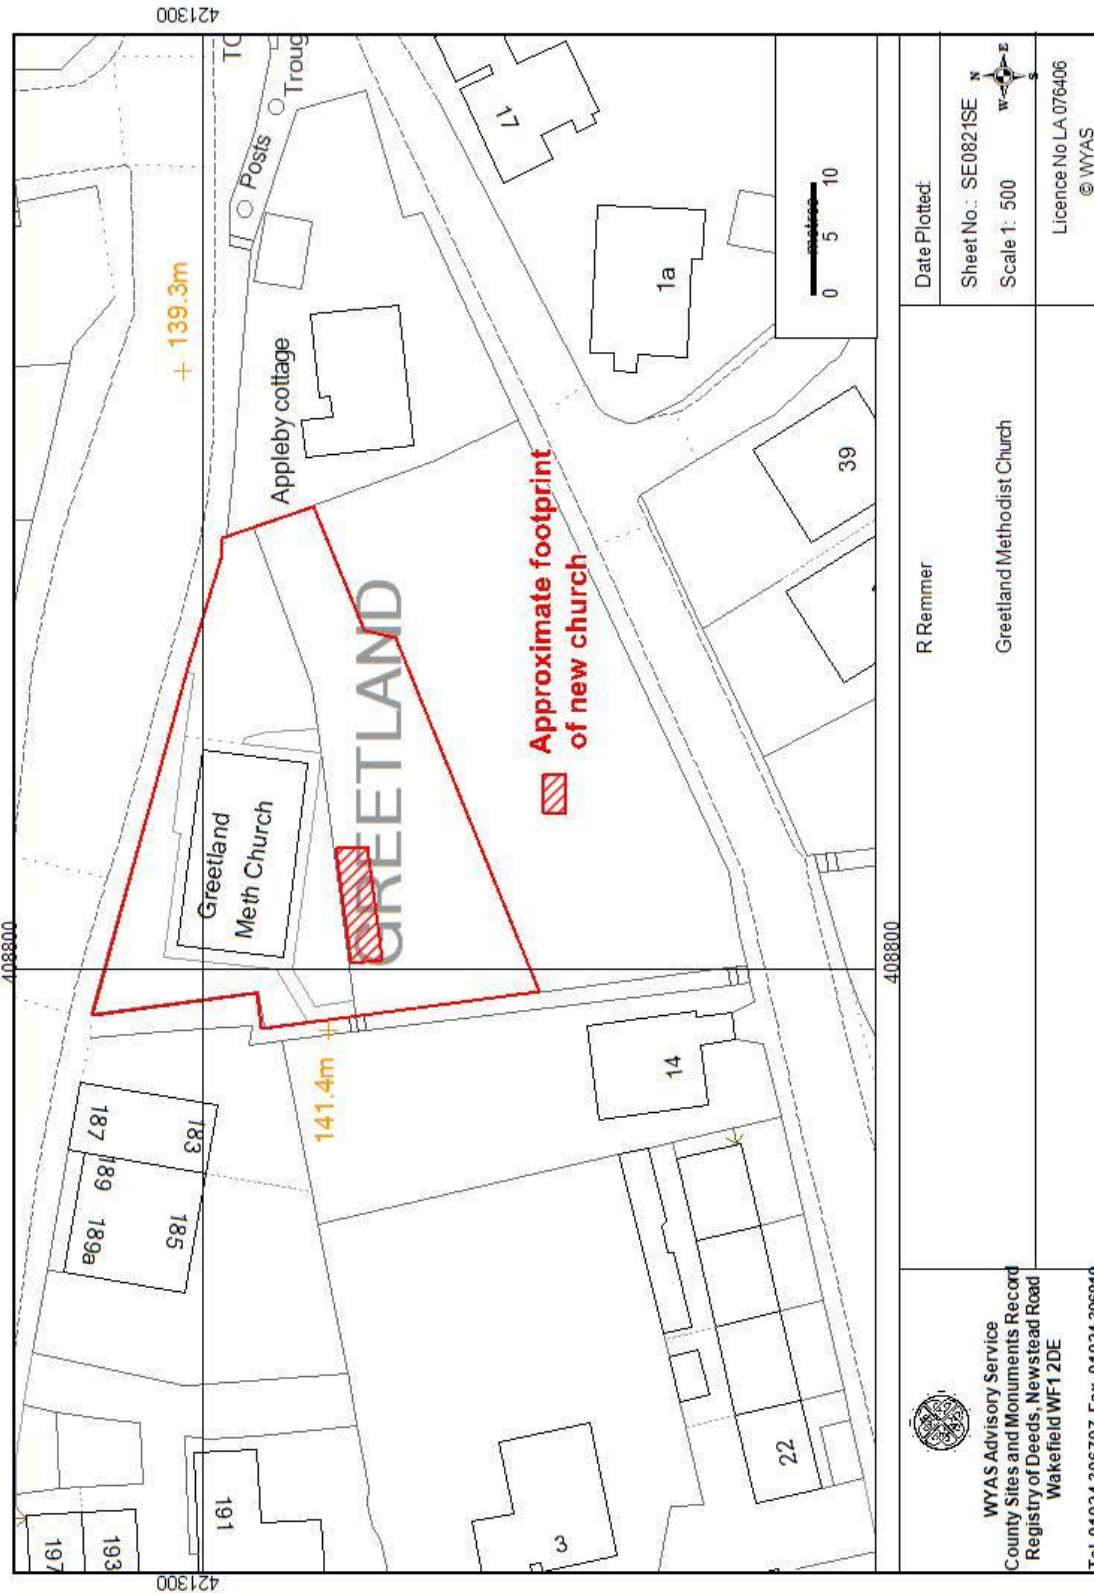 408800
421300
421300
408800
TC
Troug
Posts
+ 139.3m
Appleby cottage
17
1a
39
Greetland
Meth Church
GREETLAND
Approximate footprint
of new church
141.4m
187
183
189
189a
185
14
191
193
197
3
22
metres
0 5 10
WYAS Advisory Service
County Sites and Monuments Record
Registry of Deeds, Newstead Road
Wakefield WF1 2DE
R Remmer
Greetland Methodist Church
Date Plotted:
Sheet No.: SE0821SE
Scale 1: 500
N
W E
S
Licence No LA 076406
© WYAS